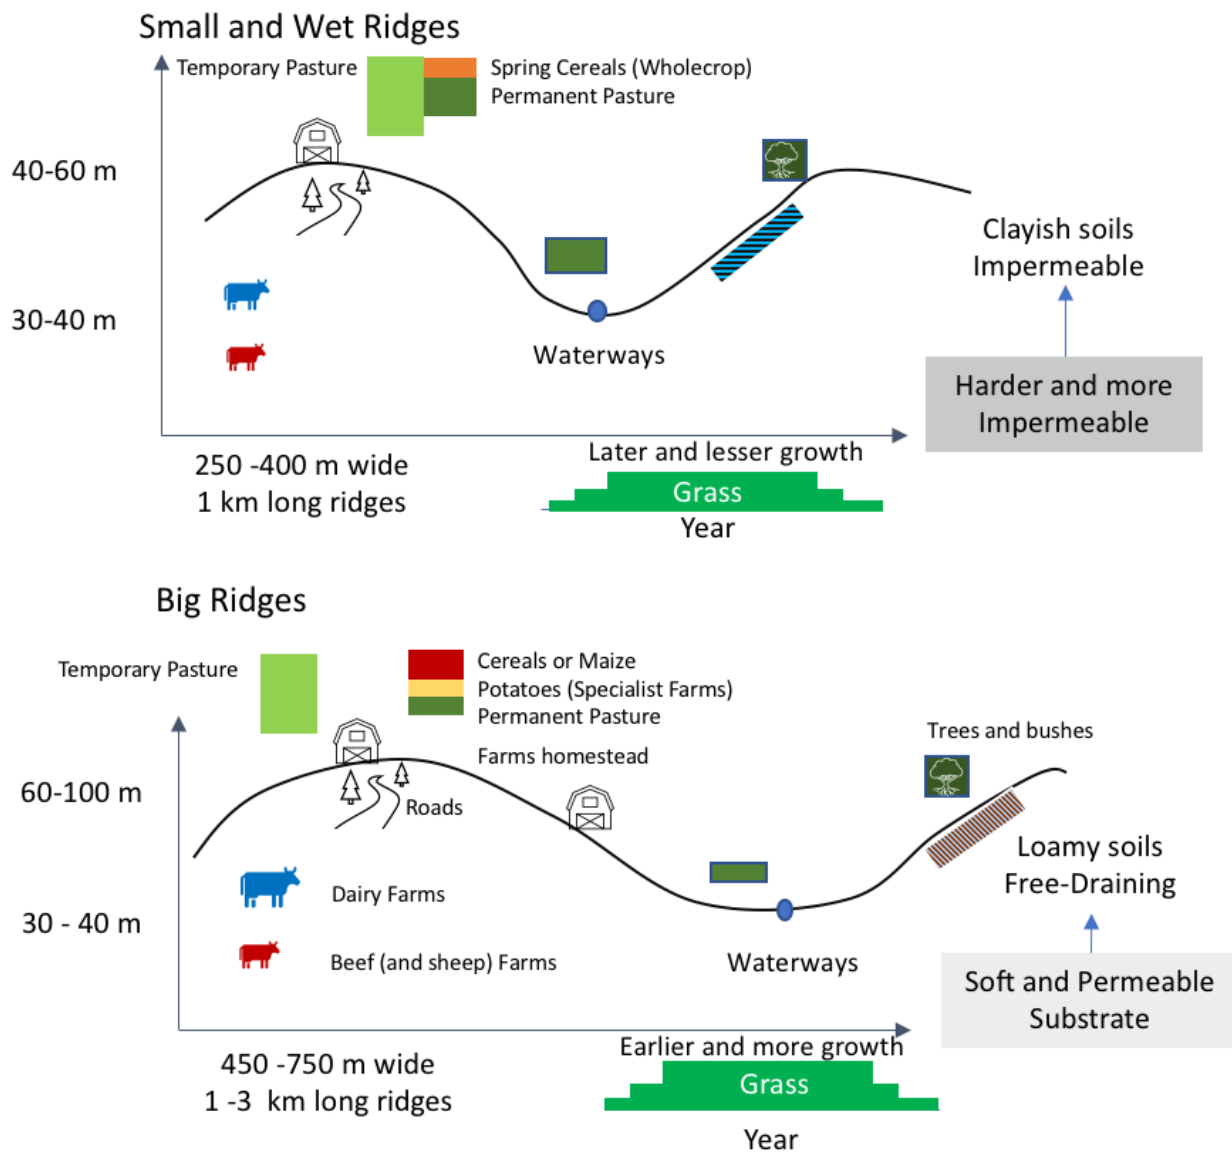 Small and Wet Ridges
Temporary Pasture
Spring Cereals (Wholecrop)
Permanent Pasture
40-60 m
30-40 m
Clayish soils
Impermeable
Waterways
Harder and more
Impermeable
250 -400 m wide
1 km long ridges
Later and lesser growth
Grass
Year
Big Ridges
Temporary Pasture
Cereals or Maize
Potatoes (Specialist Farms)
Permanent Pasture
Farms homestead
Trees and bushes
60-100 m
Roads
Loamy soils
Free-Draining
Dairy Farms
30 - 40 m
Beef (and sheep) Farms
Waterways
Soft and Permeable
Substrate
450 -750 m wide
1 -3 km long ridges
Earlier and more growth
Grass
Year